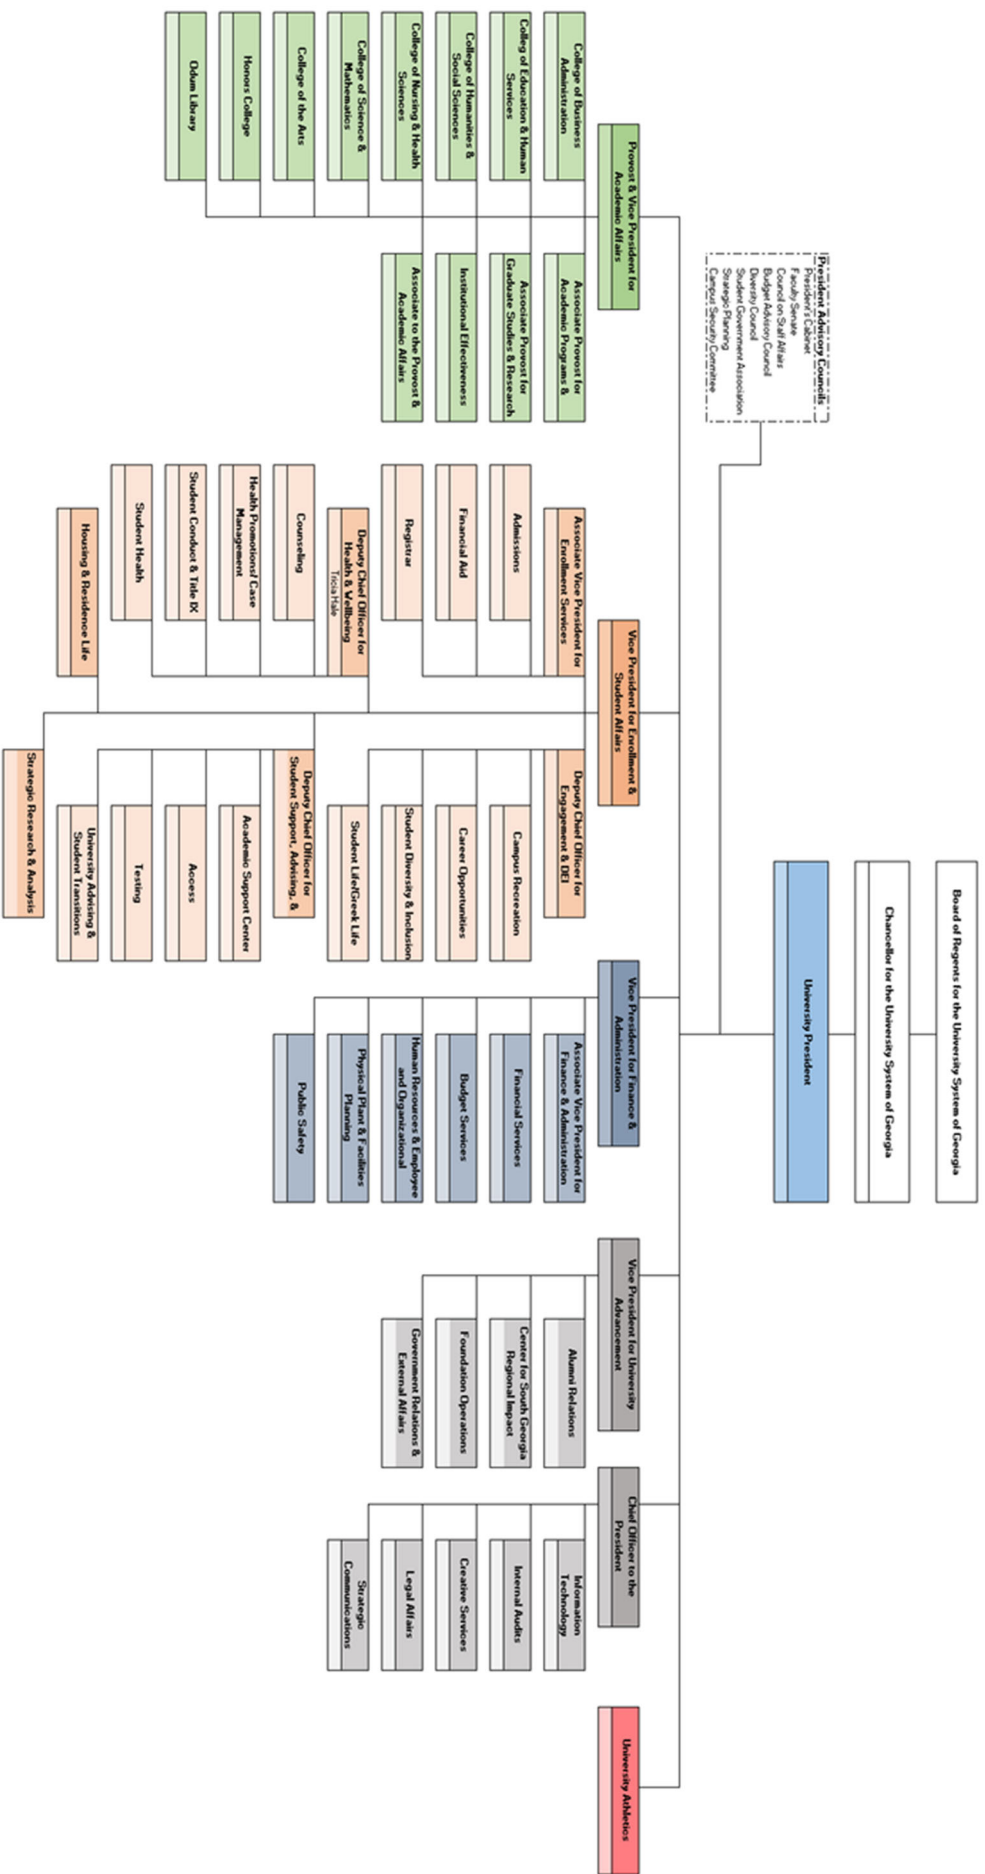 Board of Regents for the University System of Georgia
Chancellor for the University System of Georgia
University President
President Advisory Councils
President's Cabinet
Faculty Senate
Council on Staff Affairs
Budget Advisory Council
Diversity Council
Student Government Association
Strategic Planning
Campus Security Committee
Provost & Vice President for
Academic Affairs
College of Business
Administration
Colleg of Education & Human
Services
College of Humanities &
Social Sciences
College of Nursing & Health
Sciences
College of Science &
Mathematics
College of the Arts
Honors College
Odum Library
Associate Provost for
Academic Programs &
Associate Provost for
Graduate Studies & Research
Institutional Effectiveness
Associate to the Provost &
Academic Affairs
Vice President for Enrollment &
Student Affairs
Associate Vice President for
Enrollment Services
Admissions
Financial Aid
Registrar
Deputy Chief Officer for
Health & Wellbeing
Tricia Hale
Counseling
Health Promotions/ Case
Management
Student Conduct & Title IX
Student Health
Housing & Residence Life
Deputy Chief Officer for
Engagement & DEI
Campus Recreation
Career Opportunities
Student Diversity & Inclusion
Student Life/Greek Life
Deputy Chief Officer for
Student Support, Advising, &
Academic Support Center
Access
Testing
University Advising &
Student Transitions
Strategic Research & Analysis
Vice President for Finance &
Administration
Associate Vice President for
Finance & Administration
Financial Services
Budget Services
Human Resources & Employee
and Organizational
Physical Plant & Facilities
Planning
Public Safety
Vice President for University
Advancement
Alumni Relations
Center for South Georgia
Regional Impact
Foundation Operations
Government Relations &
External Affairs
Chief Officer to the
President
Information
Technology
Internal Audits
Creative Services
Legal Affairs
Strategic
Communications
University Athletics